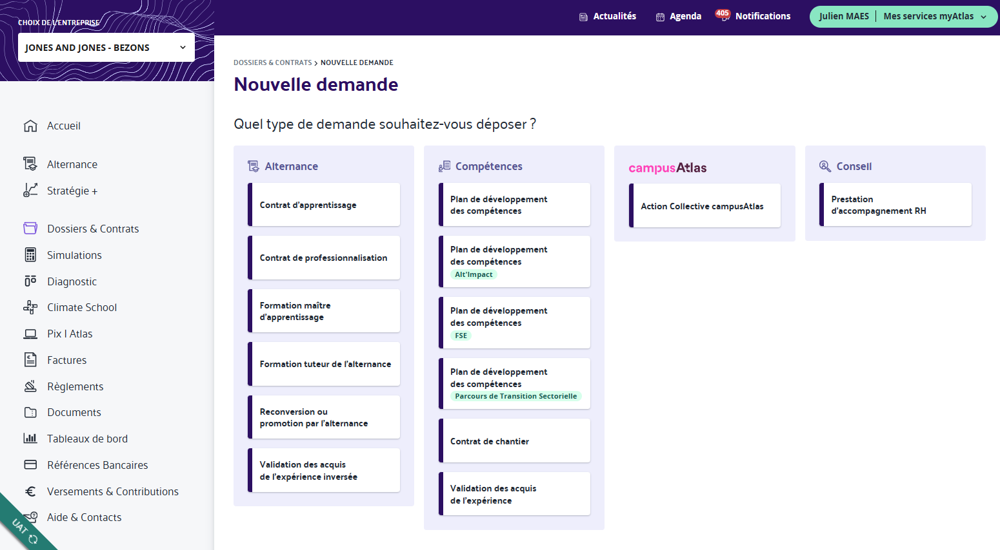 CHOIX DE L'ENTREPRISE
JONES AND JONES - BEZONS
Actualités
Agenda
405
Notifications
Julien MAES
Mes services myAtlas
Accueil
Alternance
Stratégie +
Dossiers & Contrats
Simulations
Diagnostic
Climate School
Pix I Atlas
Factures
Règlements
Documents
Tableaux de bord
Références Bancaires
Versements & Contributions
Aide & Contacts
UAT
DOSSIERS & CONTRATS > NOUVELLE DEMANDE
Nouvelle demande
Quel type de demande souhaitez-vous déposer ?
Alternance
Contrat d'apprentissage
Contrat de professionnalisation
Formation maître
d'apprentissage
Formation tuteur de l'alternance
Reconversion ou
promotion par l'alternance
Validation des acquis
de l'expérience inversée
Compétences
Plan de développement
des compétences
Plan de développement
des compétences
Alt'Impact
Plan de développement
des compétences
FSE
Plan de développement
des compétences
Parcours de Transition Sectorielle
Contrat de chantier
Validation des acquis
de l'expérience
campusAtlas
Action Collective campusAtlas
Conseil
Prestation
d'accompagnement RH